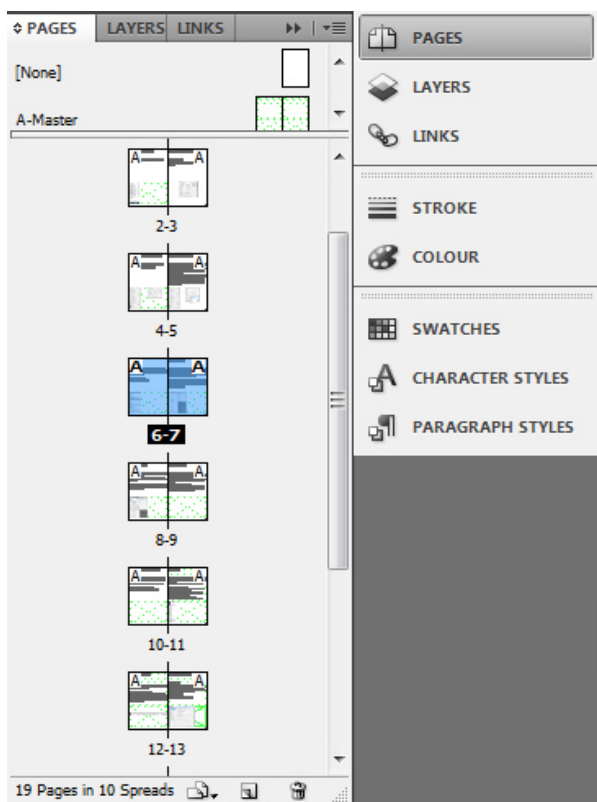 PAGES
LAYERS
LINKS
[None]
A-Master
A A
2-3
A A
4-5
A A
6-7
A A
8-9
A A
10-11
A A
12-13
19 Pages in 10 Spreads
PAGES
LAYERS
LINKS
STROKE
COLOUR
SWATCHES
CHARACTER STYLES
PARAGRAPH STYLES